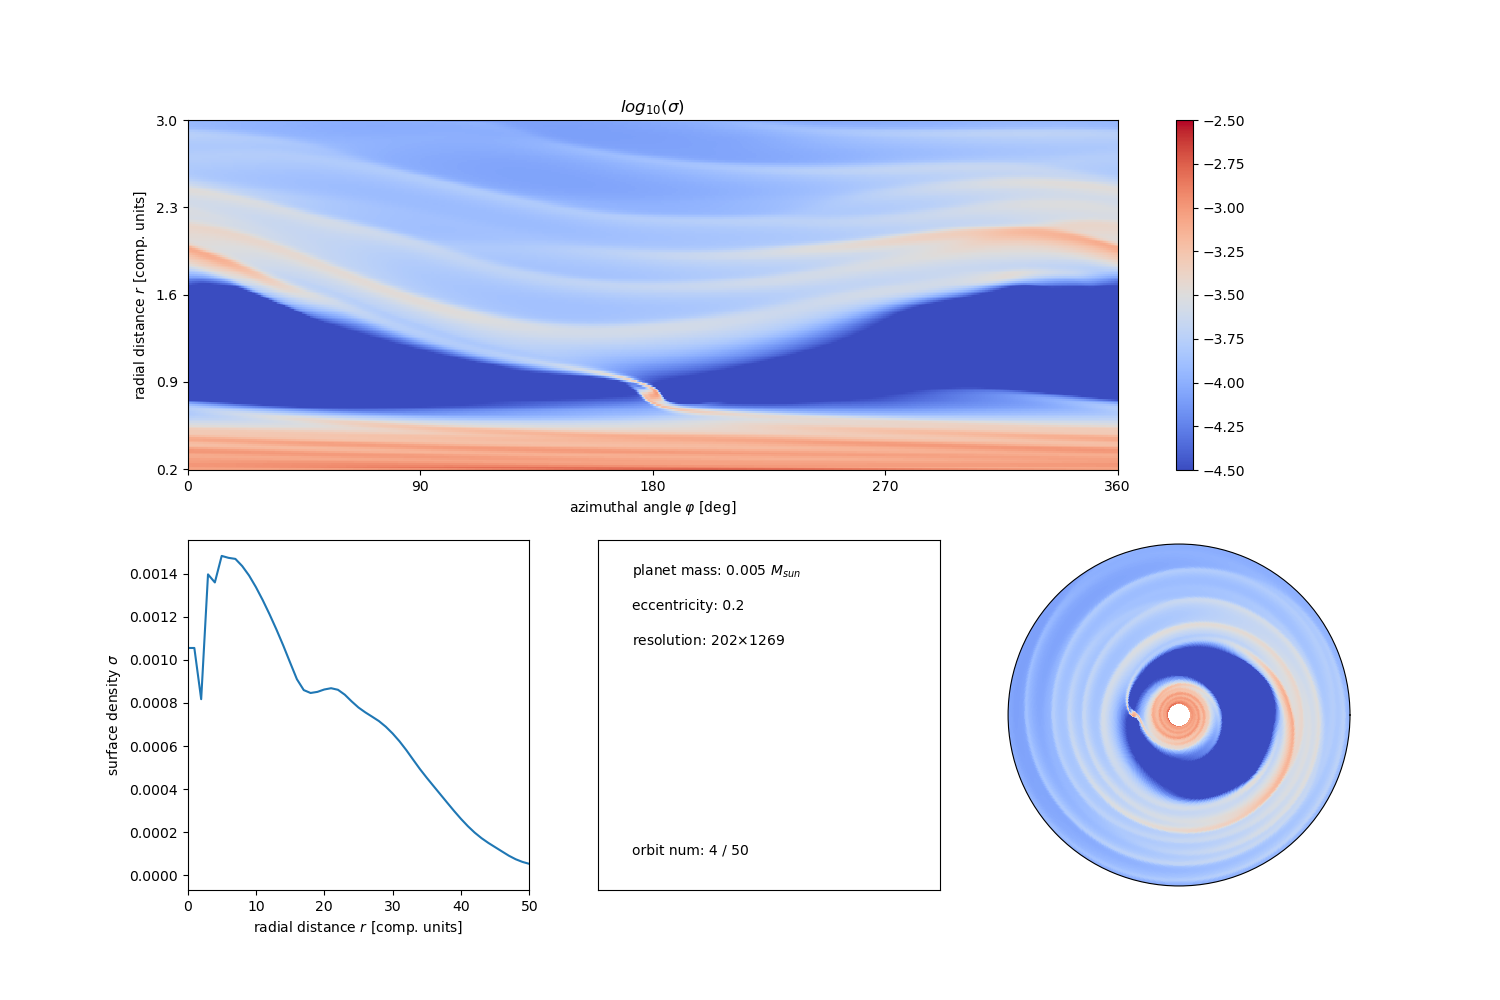 log10(σ)
3.0
2.3
1.6
0.9
0.2
radial distance r [comp. units]
0 90 180 270 360
azimuthal angle φ [deg]
−2.50
−2.75
−3.00
−3.25
−3.50
−3.75
−4.00
−4.25
−4.50
0.0014
0.0012
0.0010
0.0008
0.0006
0.0004
0.0002
0.0000
surface density σ
0 10 20 30 40 50
radial distance r [comp. units]
planet mass: 0.005 Msun
eccentricity: 0.2
resolution: 202×1269
orbit num: 4 / 50